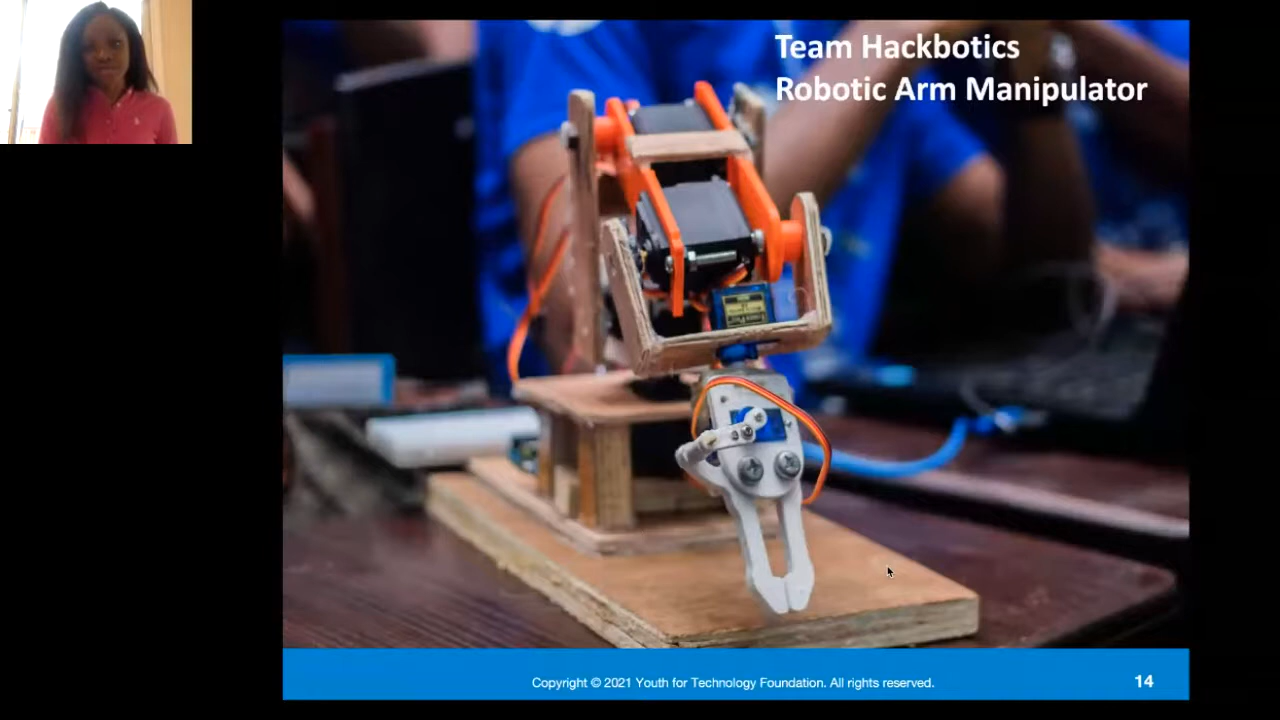 Team Hackbotics
Robotic Arm Manipulator
Copyright © 2021 Youth for Technology Foundation. All rights reserved.
14